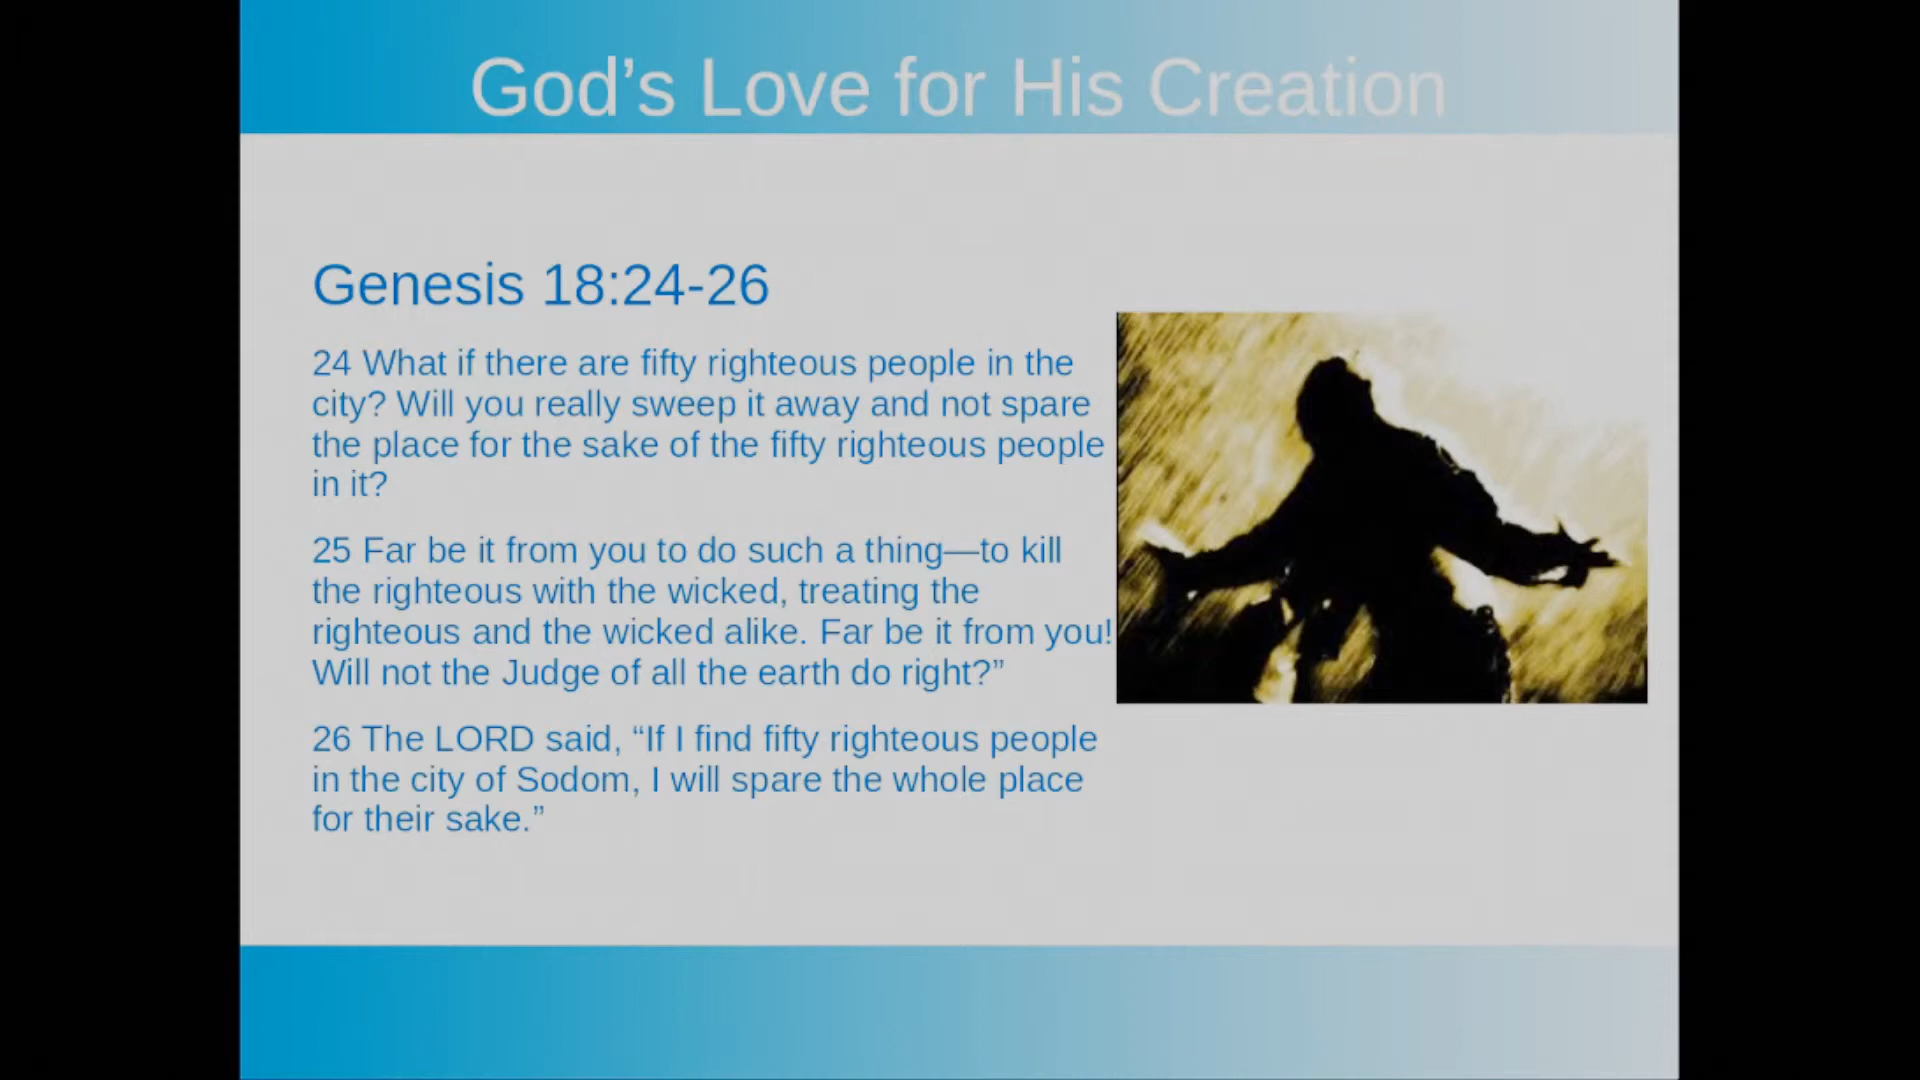 God’s Love for His Creation
Genesis 18:24-26
24 What if there are fifty righteous people in the
city? Will you really sweep it away and not spare
the place for the sake of the fifty righteous people
in it?
25 Far be it from you to do such a thing—to kill
the righteous with the wicked, treating the
righteous and the wicked alike. Far be it from you!
Will not the Judge of all the earth do right?”
26 The LORD said, “If I find fifty righteous people
in the city of Sodom, I will spare the whole place
for their sake.”